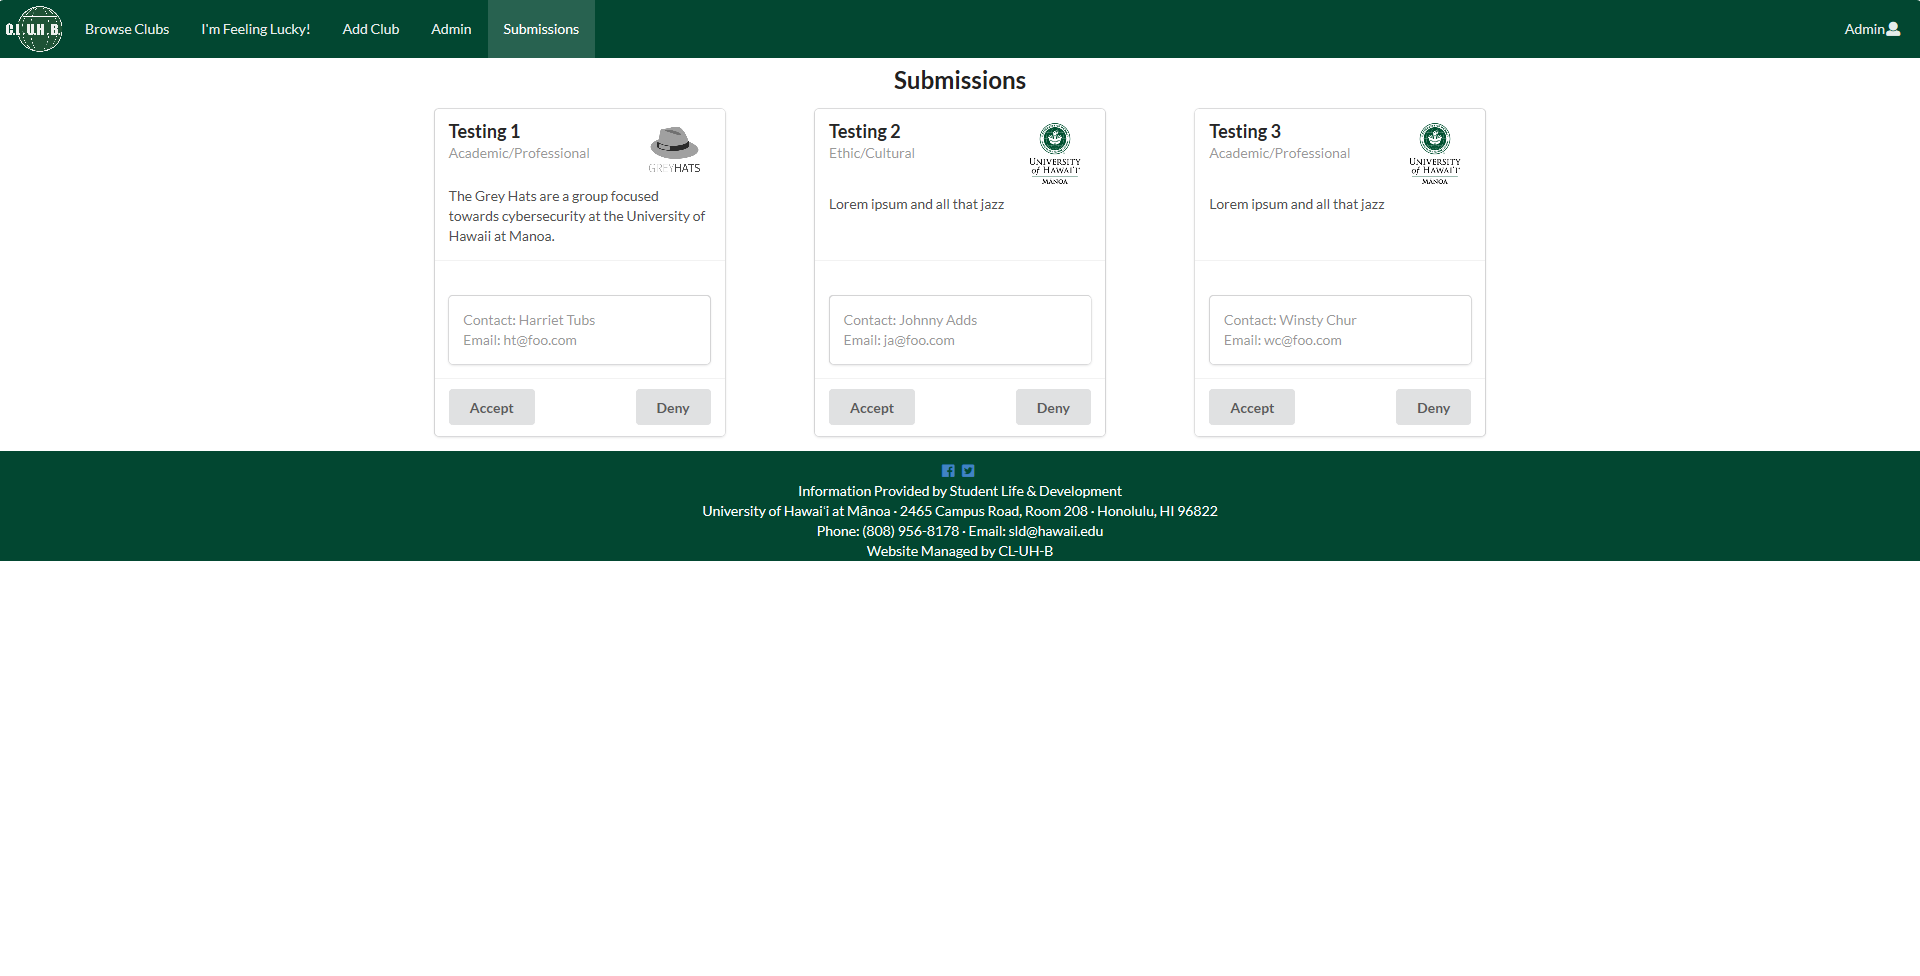 C.L.U.H.B.
Browse Clubs
I'm Feeling Lucky!
Add Club
Admin
Submissions
Admin
Submissions
Testing 1
Academic/Professional
GREYHATS
The Grey Hats are a group focused
towards cybersecurity at the University of
Hawaii at Manoa.
Contact: Harriet Tubs
Email: ht@foo.com
Accept
Deny
Testing 2
Ethic/Cultural
UNIVERSITY
of HAWAI'I
MĀNOA
Lorem ipsum and all that jazz
Contact: Johnny Adds
Email: ja@foo.com
Accept
Deny
Testing 3
Academic/Professional
UNIVERSITY
of HAWAI'I
MĀNOA
Lorem ipsum and all that jazz
Contact: Winsty Chur
Email: wc@foo.com
Accept
Deny
Information Provided by Student Life & Development
University of Hawaiʻi at Mānoa · 2465 Campus Road, Room 208 · Honolulu, HI 96822
Phone: (808) 956-8178 · Email: sld@hawaii.edu
Website Managed by CL-UH-B